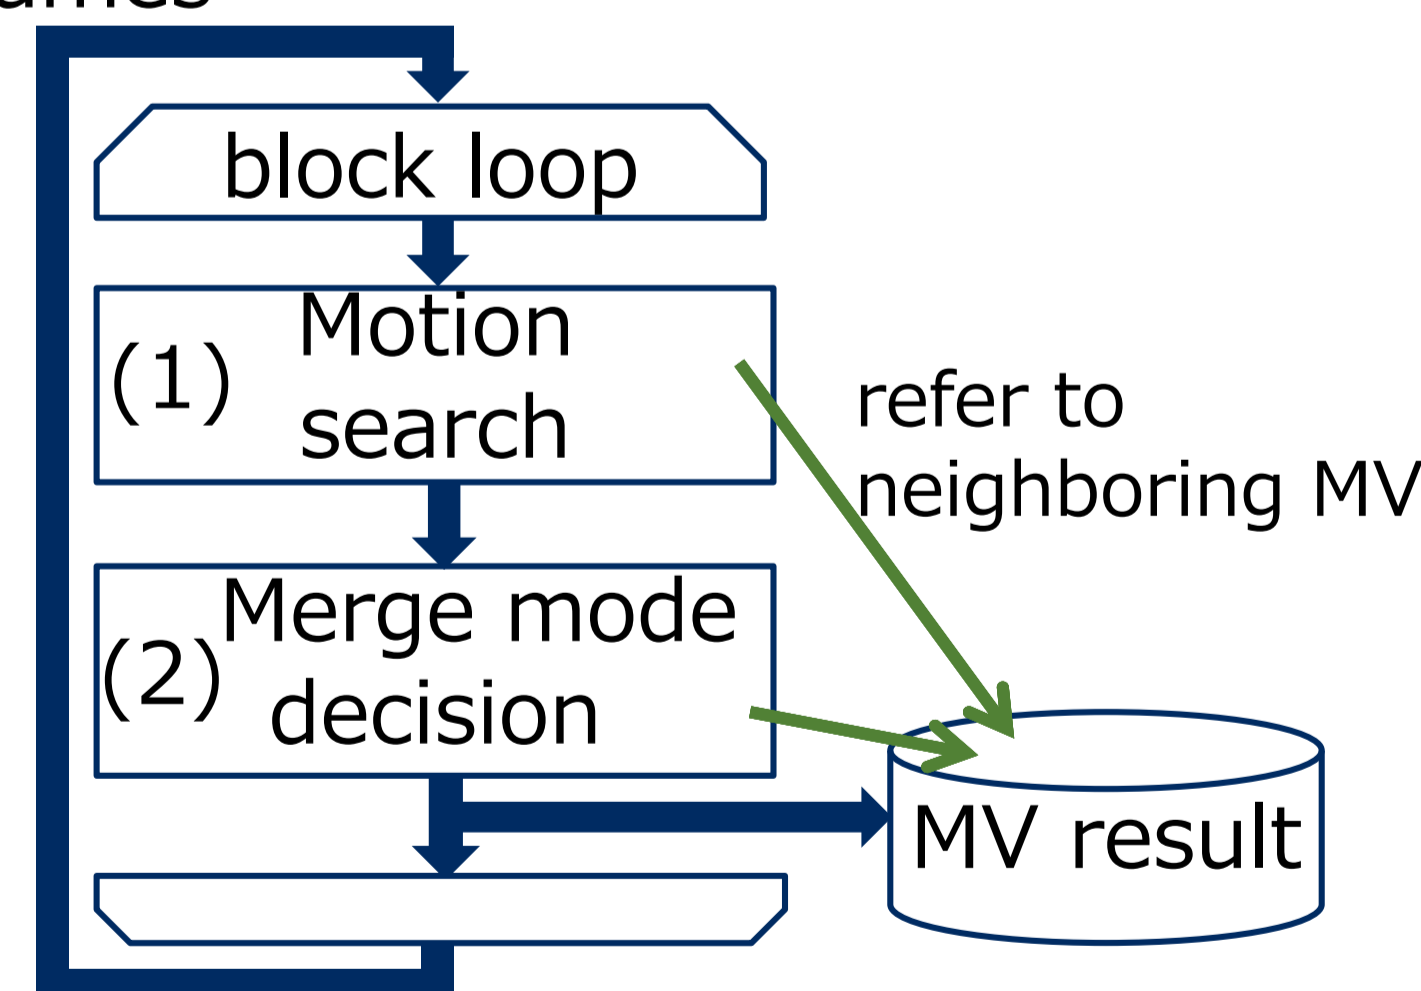 block loop
(1)
Motion
search
refer to
neighboring MV
(2)
Merge mode
decision
MV result